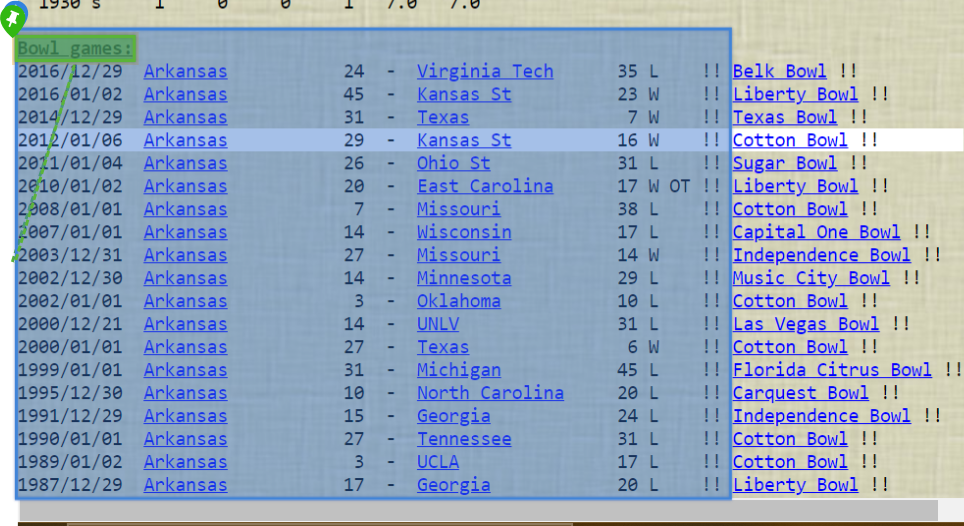 1930's 1 0 0 1 7.0 7.0
Bowl games:
2016/12/29 Arkansas 24 - Virginia Tech 35 L !! Belk Bowl !!
2016/01/02 Arkansas 45 - Kansas St 23 W !! Liberty Bowl !!
2014/12/29 Arkansas 31 - Texas 7 W !! Texas Bowl !!
2012/01/06 Arkansas 29 - Kansas St 16 W !! Cotton Bowl !!
2011/01/04 Arkansas 26 - Ohio St 31 L !! Sugar Bowl !!
2010/01/02 Arkansas 20 - East Carolina 17 W OT !! Liberty Bowl !!
2008/01/01 Arkansas 7 - Missouri 38 L !! Cotton Bowl !!
2007/01/01 Arkansas 14 - Wisconsin 17 L !! Capital One Bowl !!
2003/12/31 Arkansas 27 - Missouri 14 W !! Independence Bowl !!
2002/12/30 Arkansas 14 - Minnesota 29 L !! Music City Bowl !!
2002/01/01 Arkansas 3 - Oklahoma 10 L !! Cotton Bowl !!
2000/12/21 Arkansas 14 - UNLV 31 L !! Las Vegas Bowl !!
2000/01/01 Arkansas 27 - Texas 6 W !! Cotton Bowl !!
1999/01/01 Arkansas 31 - Michigan 45 L !! Florida Citrus Bowl !!
1995/12/30 Arkansas 10 - North Carolina 20 L !! Carquest Bowl !!
1991/12/29 Arkansas 15 - Georgia 24 L !! Independence Bowl !!
1990/01/01 Arkansas 27 - Tennessee 31 L !! Cotton Bowl !!
1989/01/02 Arkansas 3 - UCLA 17 L !! Cotton Bowl !!
1987/12/29 Arkansas 17 - Georgia 20 L !! Liberty Bowl !!